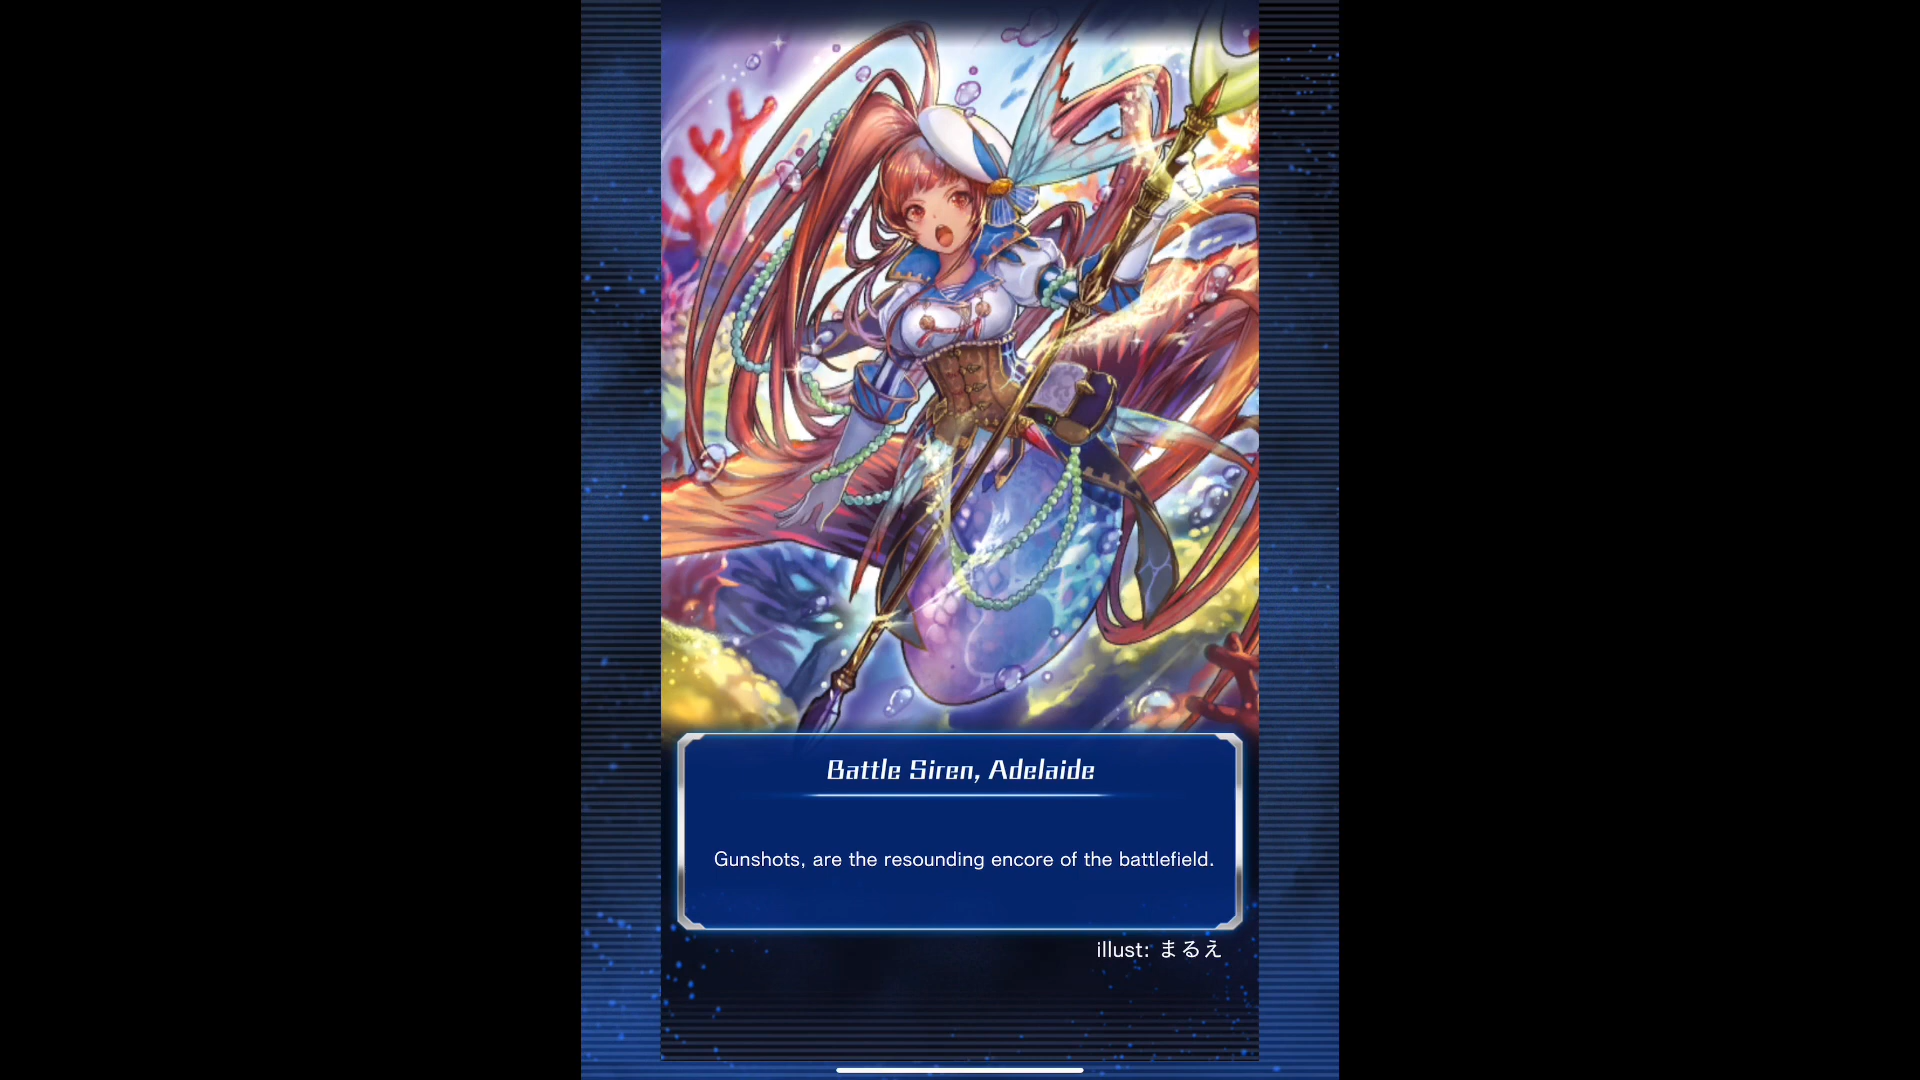 Battle Siren, Adelaide
Gunshots, are the resounding encore of the battlefield.
illust: まるえ